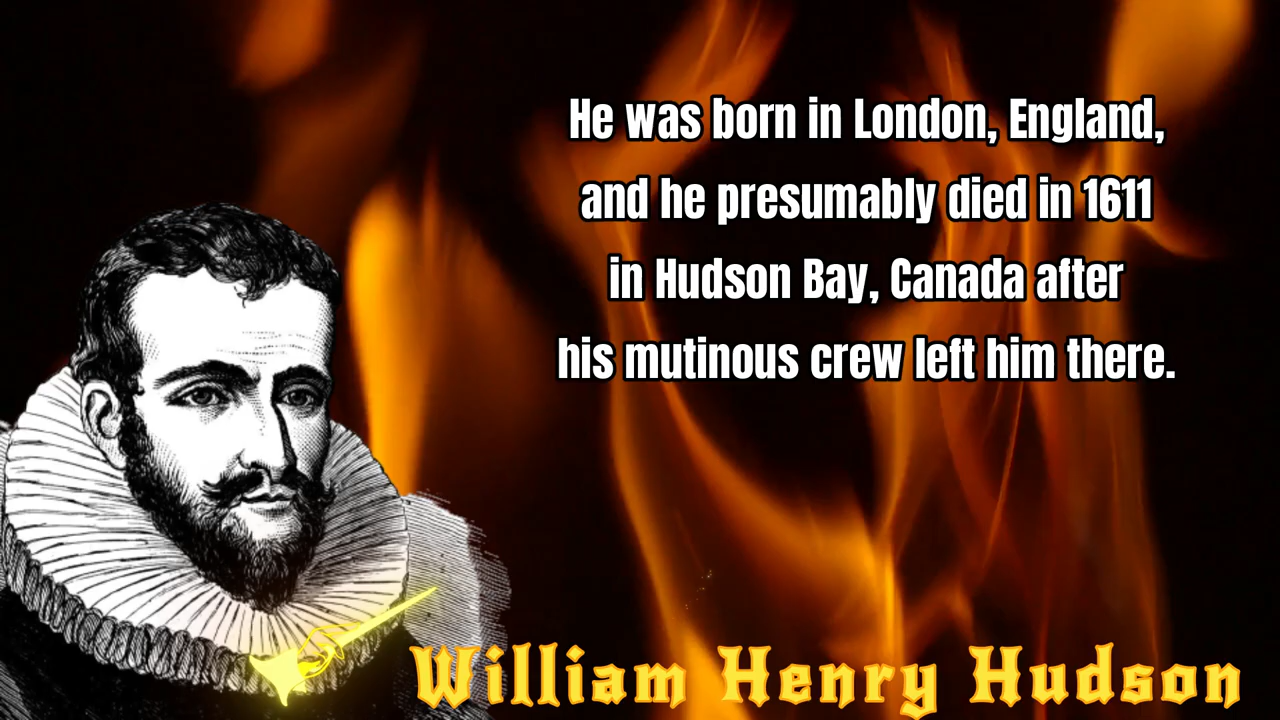 He was born in London, England,
and he presumably died in 1611
in Hudson Bay, Canada after
his mutinous crew left him there.
William Henry Hudson